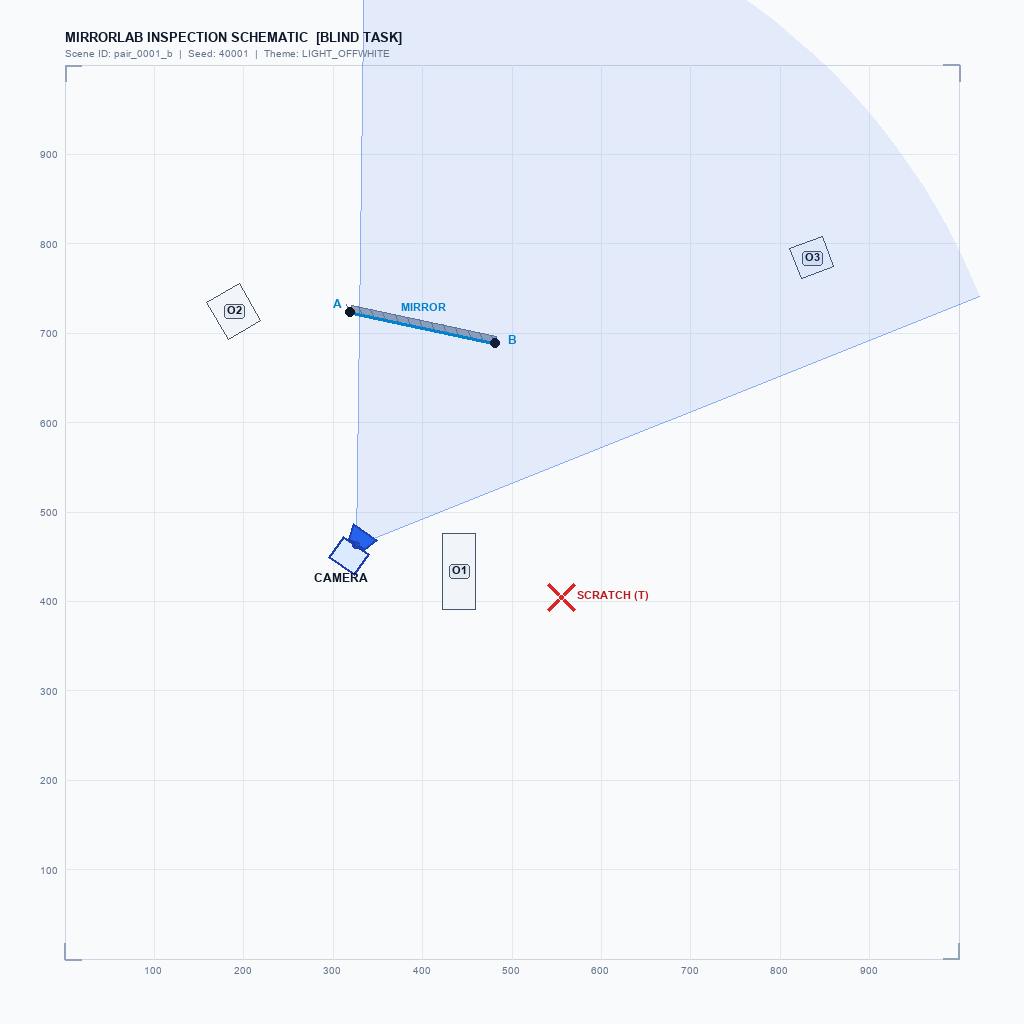 MIRRORLAB INSPECTION SCHEMATIC [BLIND TASK]
Scene ID: pair_0001_b | Seed: 40001 | Theme: LIGHT_OFFWHITE
900
800
O3
A
MIRROR
O2
B
700
600
500
CAMERA
O1
SCRATCH (T)
400
300
200
100
100 200 300 400 500 600 700 800 900